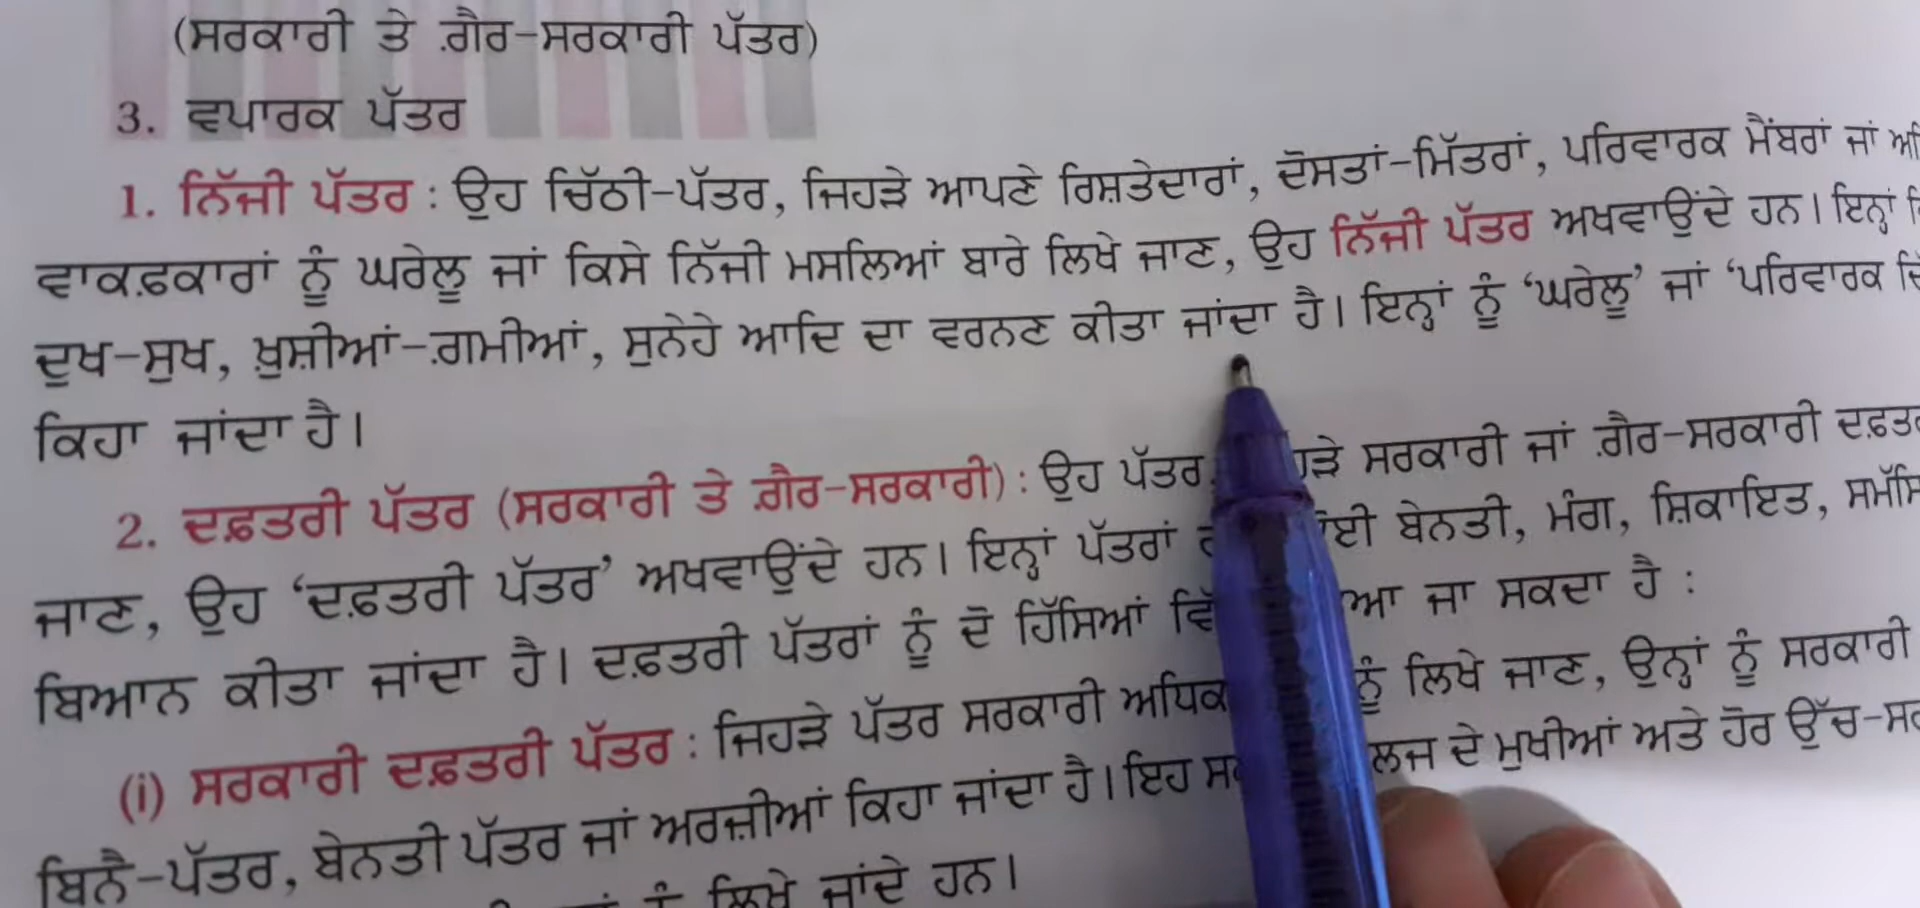 (ਸਰਕਾਰੀ ਤੇ ਗ਼ੈਰ-ਸਰਕਾਰੀ ਪੱਤਰ)
3. ਵਪਾਰਕ ਪੱਤਰ
1. ਨਿੱਜੀ ਪੱਤਰ : ਉਹ ਚਿੱਠੀ-ਪੱਤਰ, ਜਿਹੜੇ ਆਪਣੇ ਰਿਸ਼ਤੇਦਾਰਾਂ, ਦੋਸਤਾਂ-ਮਿੱਤਰਾਂ, ਪਰਿਵਾਰਕ ਮੈਂਬਰਾਂ ਜਾਂ
ਵਾਕਫ਼ਕਾਰਾਂ ਨੂੰ ਘਰੇਲੂ ਜਾਂ ਕਿਸੇ ਨਿੱਜੀ ਮਸਲਿਆਂ ਬਾਰੇ ਲਿਖੇ ਜਾਣ, ਉਹ ਨਿੱਜੀ ਪੱਤਰ ਅਖਵਾਉਂਦੇ ਹਨ। ਇਨ੍ਹਾਂ
ਦੁਖ-ਸੁਖ, ਖ਼ੁਸ਼ੀਆਂ-ਗ਼ਮੀਆਂ, ਸੁਨੇਹੇ ਆਦਿ ਦਾ ਵਰਨਣ ਕੀਤਾ ਜਾਂਦਾ ਹੈ। ਇਨ੍ਹਾਂ ਨੂੰ ‘ਘਰੇਲੂ’ ਜਾਂ ‘ਪਰਿਵਾਰਕ
ਕਿਹਾ ਜਾਂਦਾ ਹੈ।
2. ਦਫ਼ਤਰੀ ਪੱਤਰ (ਸਰਕਾਰੀ ਤੇ ਗ਼ੈਰ-ਸਰਕਾਰੀ) : ਉਹ ਪੱਤਰ ਸਰਕਾਰੀ ਜਾਂ ਗ਼ੈਰ-ਸਰਕਾਰੀ
ਜਾਣ, ਉਹ ‘ਦਫ਼ਤਰੀ ਪੱਤਰ’ ਅਖਵਾਉਂਦੇ ਹਨ। ਇਨ੍ਹਾਂ ਪੱਤਰਾਂ ਬੇਨਤੀ, ਮੰਗ, ਸ਼ਿਕਾਇਤ,
ਬਿਆਨ ਕੀਤਾ ਜਾਂਦਾ ਹੈ। ਦਫ਼ਤਰੀ ਪੱਤਰਾਂ ਨੂੰ ਦੋ ਹਿੱਸਿਆਂ ਜਾ ਸਕਦਾ ਹੈ :
(i) ਸਰਕਾਰੀ ਦਫ਼ਤਰੀ ਪੱਤਰ : ਜਿਹੜੇ ਪੱਤਰ ਸਰਕਾਰੀ ਨੂੰ ਲਿਖੇ ਜਾਣ, ਉਨ੍ਹਾਂ ਨੂੰ ਸਰਕਾਰੀ
ਬਿਨੈ-ਪੱਤਰ, ਬੇਨਤੀ ਪੱਤਰ ਜਾਂ ਅਰਜ਼ੀਆਂ ਕਿਹਾ ਜਾਂਦਾ ਹੈ। ਇਹ ਦੇ ਮੁਖੀਆਂ ਅਤੇ ਹੋਰ
ਨੂੰ ਲਿਖੇ ਜਾਂਦੇ ਹਨ।